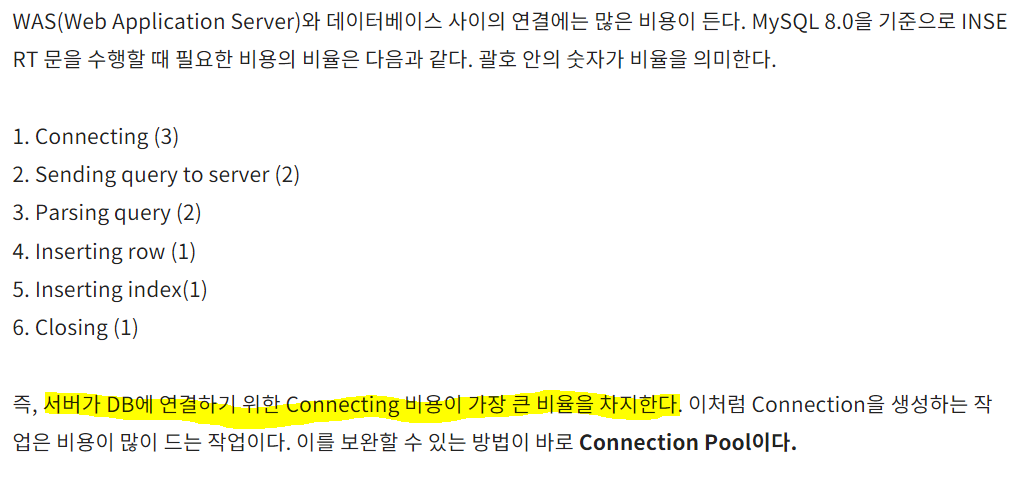 WAS(Web Application Server)와 데이터베이스 사이의 연결에는 많은 비용이 든다. MySQL 8.0을 기준으로 INSE
RT 문을 수행할 때 필요한 비용의 비율은 다음과 같다. 괄호 안의 숫자가 비율을 의미한다.
1. Connecting (3)
2. Sending query to server (2)
3. Parsing query (2)
4. Inserting row (1)
5. Inserting index(1)
6. Closing (1)
즉, 서버가 DB에 연결하기 위한 Connecting 비용이 가장 큰 비율을 차지한다. 이처럼 Connection을 생성하는 작
업은 비용이 많이 드는 작업이다. 이를 보완할 수 있는 방법이 바로 Connection Pool이다.